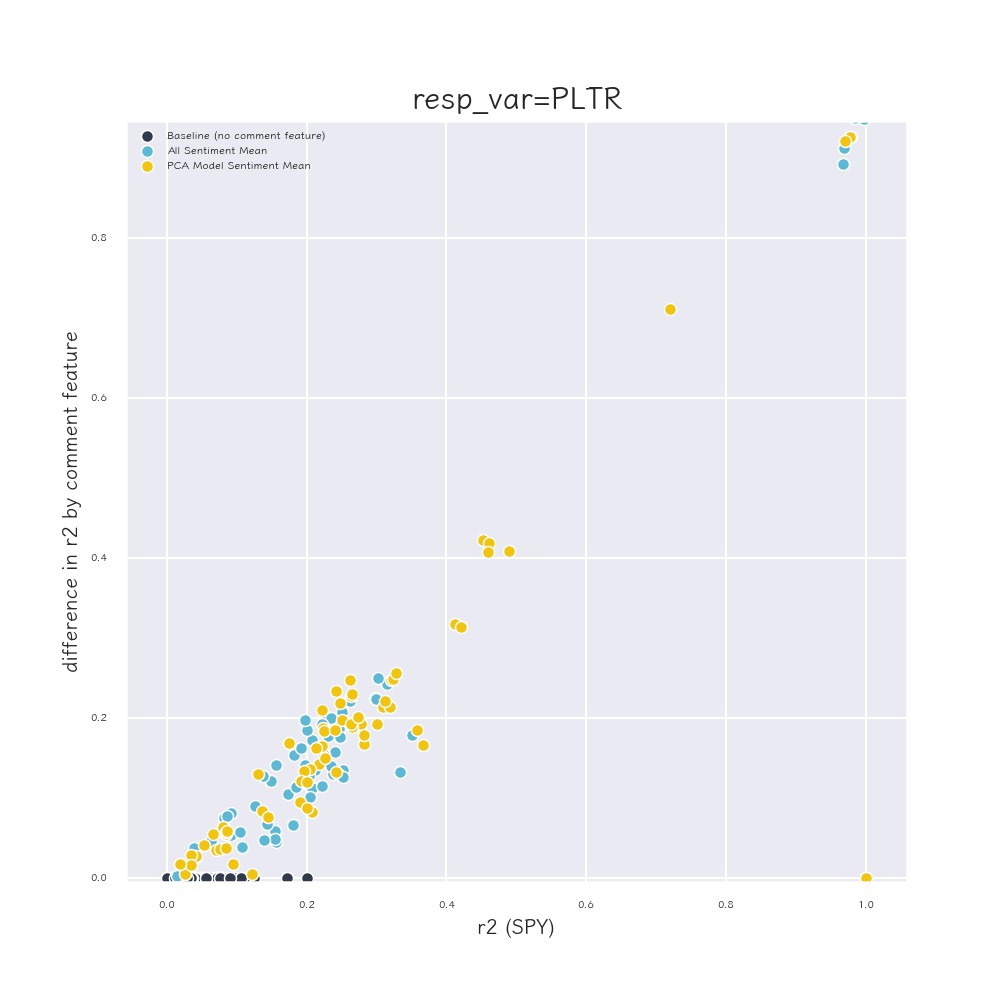 resp_var=PLTR
Baseline (no comment feature)
All Sentiment Mean
PCA Model Sentiment Mean
difference in r2 by comment feature
0.8
0.6
0.4
0.2
0.0
0.0 0.2 0.4 0.6 0.8 1.0
r2 (SPY)